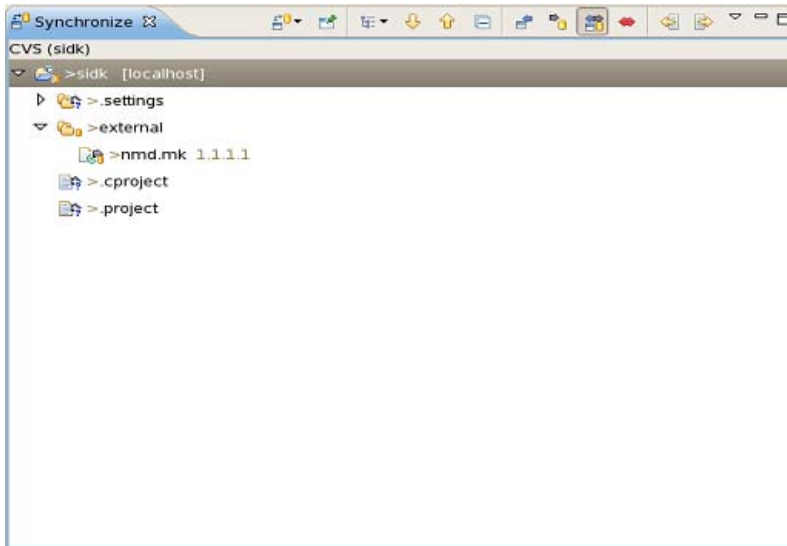 Synchronize
CVS (sidk)
>sidk [localhost]
>.settings
>external
>nmd.mk 1.1.1.1
>.cproject
>.project